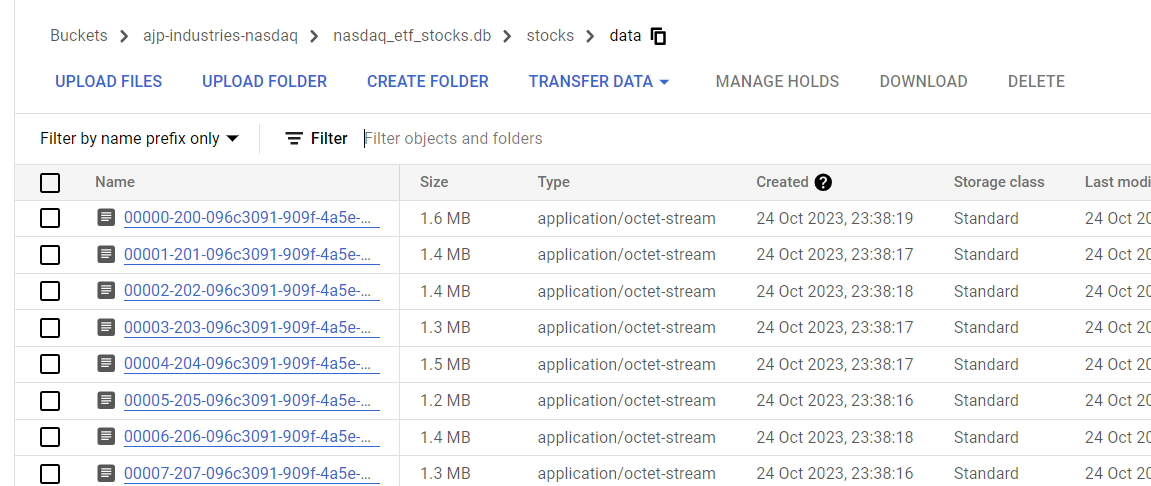 Buckets > ajp-industries-nasdaq > nasdaq_etf_stocks.db > stocks > data
UPLOAD FILES UPLOAD FOLDER CREATE FOLDER TRANSFER DATA MANAGE HOLDS DOWNLOAD DELETE
Filter by name prefix only Filter Filter objects and folders
Name Size Type Created ? Storage class Last modi
00000-200-096c3091-909f-4a5e-... 1.6 MB application/octet-stream 24 Oct 2023, 23:38:19 Standard 24 Oct 20
00001-201-096c3091-909f-4a5e-... 1.4 MB application/octet-stream 24 Oct 2023, 23:38:17 Standard 24 Oct 20
00002-202-096c3091-909f-4a5e-... 1.4 MB application/octet-stream 24 Oct 2023, 23:38:18 Standard 24 Oct 20
00003-203-096c3091-909f-4a5e-... 1.3 MB application/octet-stream 24 Oct 2023, 23:38:17 Standard 24 Oct 20
00004-204-096c3091-909f-4a5e-... 1.5 MB application/octet-stream 24 Oct 2023, 23:38:17 Standard 24 Oct 20
00005-205-096c3091-909f-4a5e-... 1.2 MB application/octet-stream 24 Oct 2023, 23:38:16 Standard 24 Oct 20
00006-206-096c3091-909f-4a5e-... 1.4 MB application/octet-stream 24 Oct 2023, 23:38:18 Standard 24 Oct 20
00007-207-096c3091-909f-4a5e-... 1.3 MB application/octet-stream 24 Oct 2023, 23:38:16 Standard 24 Oct 20